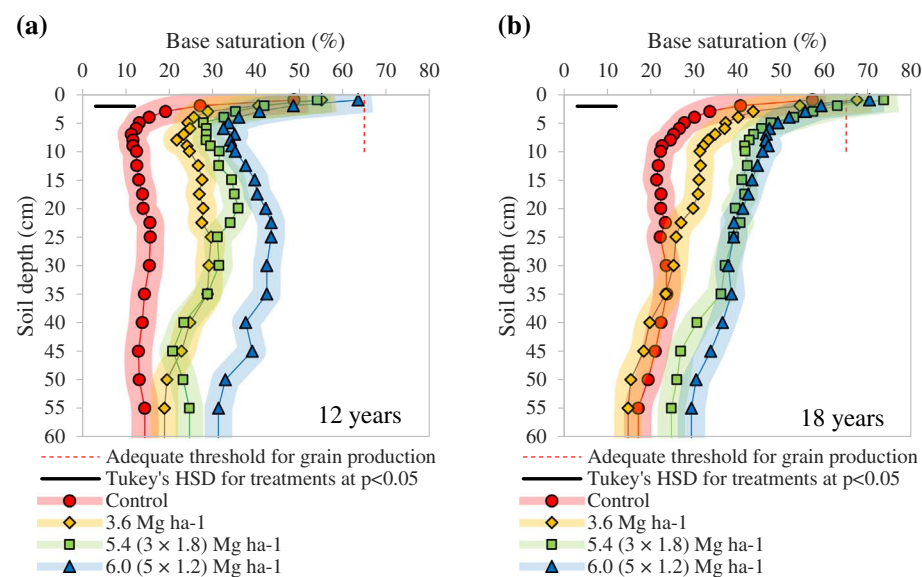 (a)
Base saturation (%)
0 10 20 30 40 50 60 70 80
Soil depth (cm)
0
5
10
15
20
25
30
35
40
45
50
55
60
12 years
Adequate threshold for grain production
Tukey's HSD for treatments at p<0.05
Control
3.6 Mg ha-1
5.4 (3 × 1.8) Mg ha-1
6.0 (5 × 1.2) Mg ha-1
(b)
Base saturation (%)
0 10 20 30 40 50 60 70 80
Soil depth (cm)
0
5
10
15
20
25
30
35
40
45
50
55
60
18 years
Adequate threshold for grain production
Tukey's HSD for treatments at p<0.05
Control
3.6 Mg ha-1
5.4 (3 × 1.8) Mg ha-1
6.0 (5 × 1.2) Mg ha-1